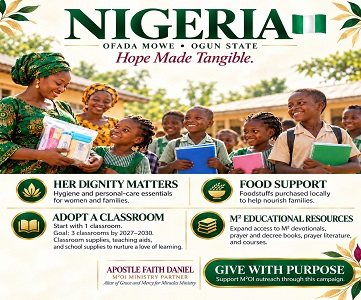 NIGERIA
OFADA MOWE • OGUN STATE
Hope Made Tangible.
HER DIGNITY MATTERS
Hygiene and personal-care essentials
for women and families.
FOOD SUPPORT
Foodstuffs purchased locally
to help nourish families.
ADOPT A CLASSROOM
Start with 1 classroom.
Goal: 3 classrooms by 2027–2030.
Classroom supplies, teaching aids,
and school supplies to nurture a love of learning.
M² EDUCATIONAL RESOURCES
Expand access to M² devotionals,
prayer and decree books, prayer literature,
and courses.
APOSTLE FAITH DANIEL
M²OI MINISTRY PARTNER
Altar of Grace and Mercy for Miracles Ministry
GIVE WITH PURPOSE
Support M²OI outreach through this campaign.